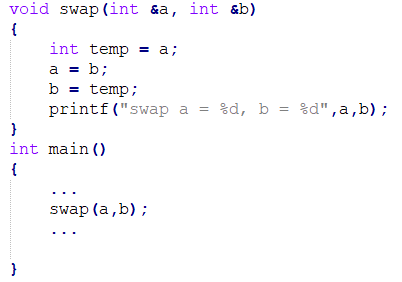 void swap(int &a, int &b)
{
    int temp = a;
    a = b;
    b = temp;
    printf("swap a = %d, b = %d",a,b);
}
int main()
{
    ...
    swap(a,b);
    ...

}